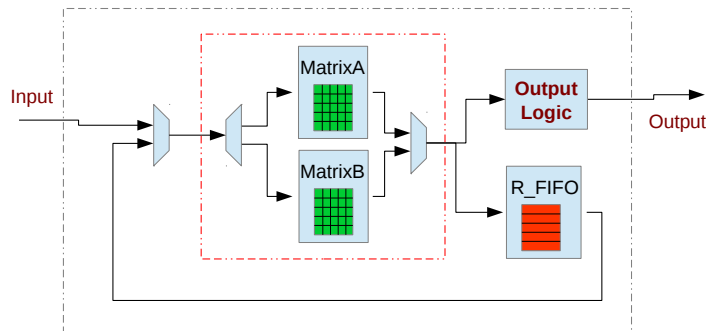 MatrixA
Input
Output
Logic
Output
MatrixB
R_FIFO